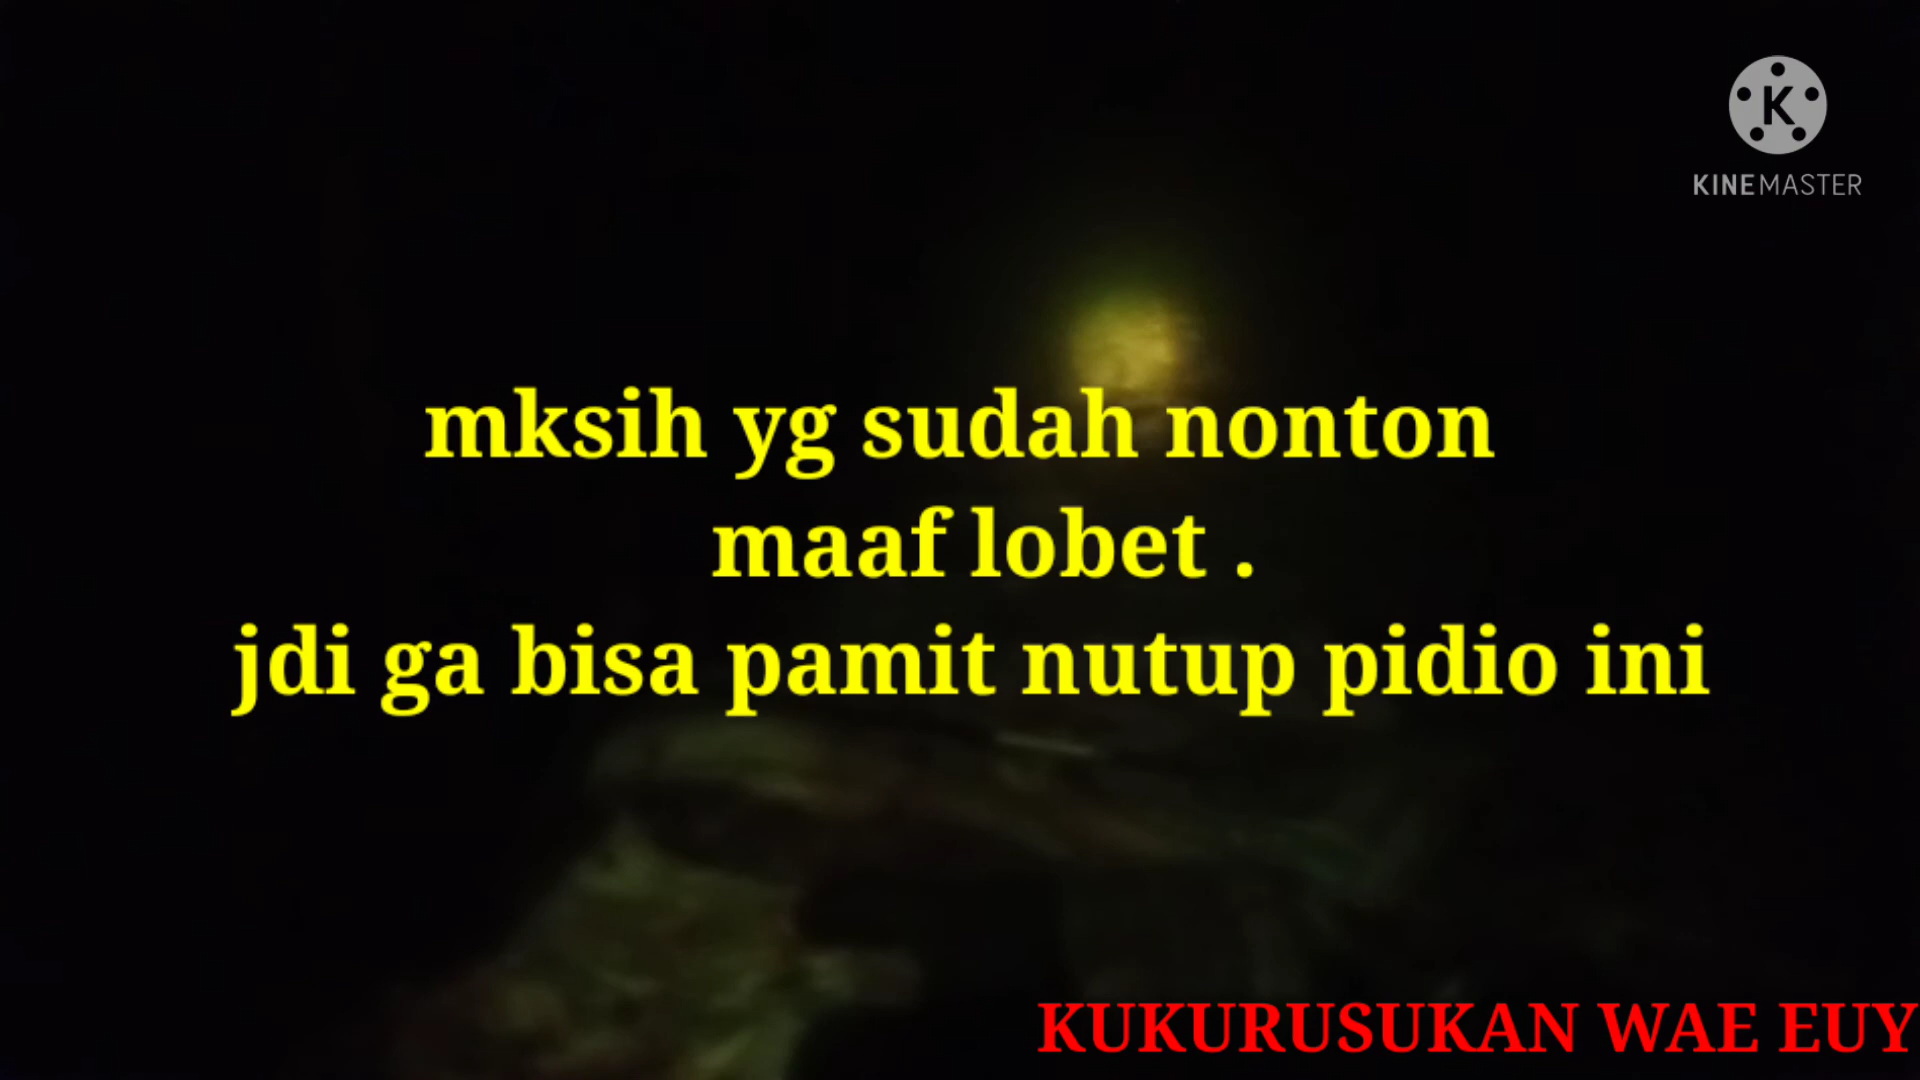 K
KINEMASTER
mksih yg sudah nonton
maaf lobet .
jdi ga bisa pamit nutup pidio ini
KUKURUSUKAN WAE EUY